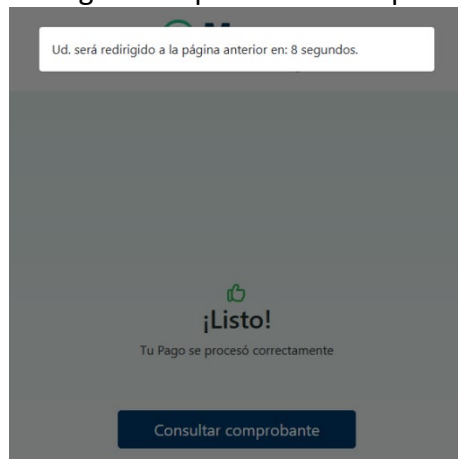 Ud. será redirigido a la página anterior en: 8 segundos.
¡Listo!
Tu Pago se procesó correctamente
Consultar comprobante